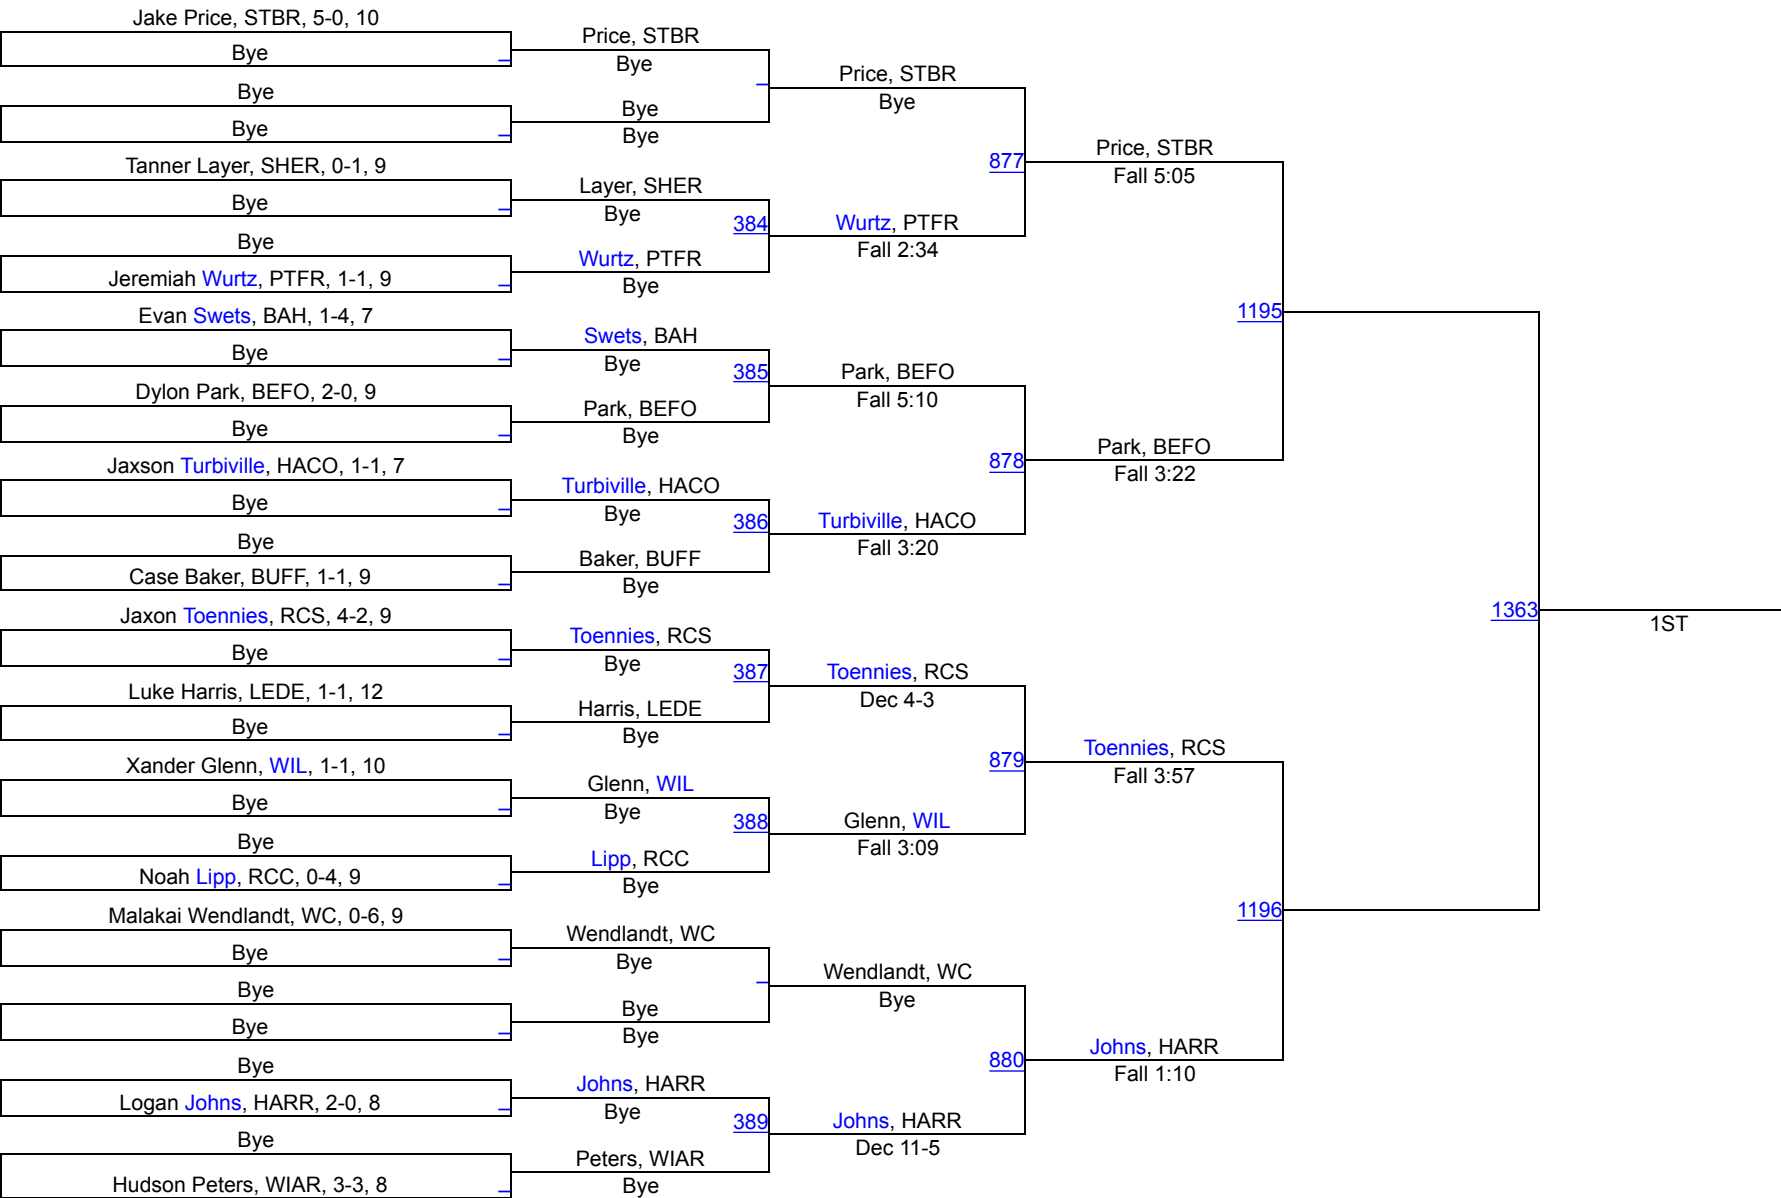 Jake Price, STBR, 5-0, 10
Bye
Bye
Bye
Tanner Layer, SHER, 0-1, 9
Bye
Bye
Jeremiah Wurtz, PTFR, 1-1, 9
Evan Swets, BAH, 1-4, 7
Bye
Dylon Park, BEFO, 2-0, 9
Bye
Jaxson Turbiville, HACO, 1-1, 7
Bye
Bye
Case Baker, BUFF, 1-1, 9
Jaxon Toennies, RCS, 4-2, 9
Bye
Luke Harris, LEDE, 1-1, 12
Bye
Xander Glenn, WIL, 1-1, 10
Bye
Bye
Noah Lipp, RCC, 0-4, 9
Malakai Wendlandt, WC, 0-6, 9
Bye
Bye
Bye
Bye
Logan Johns, HARR, 2-0, 8
Bye
Hudson Peters, WIAR, 3-3, 8
Price, STBR
Bye
Bye
Bye
Layer, SHER
Bye
384
Wurtz, PTFR
Bye
Swets, BAH
Bye
385
Park, BEFO
Bye
Turbiville, HACO
Bye
386
Baker, BUFF
Bye
Toennies, RCS
Bye
387
Harris, LEDE
Bye
Glenn, WIL
Bye
388
Lipp, RCC
Bye
Wendlandt, WC
Bye
Bye
Bye
Johns, HARR
Bye
389
Peters, WIAR
Bye
Price, STBR
Bye
877
Wurtz, PTFR
Fall 2:34
Park, BEFO
Fall 5:10
878
Turbiville, HACO
Fall 3:20
Toennies, RCS
Dec 4-3
879
Glenn, WIL
Fall 3:09
Wendlandt, WC
Bye
880
Johns, HARR
Dec 11-5
Price, STBR
Fall 5:05
1195
Park, BEFO
Fall 3:22
Toennies, RCS
Fall 3:57
1196
Johns, HARR
Fall 1:10
1363
1ST